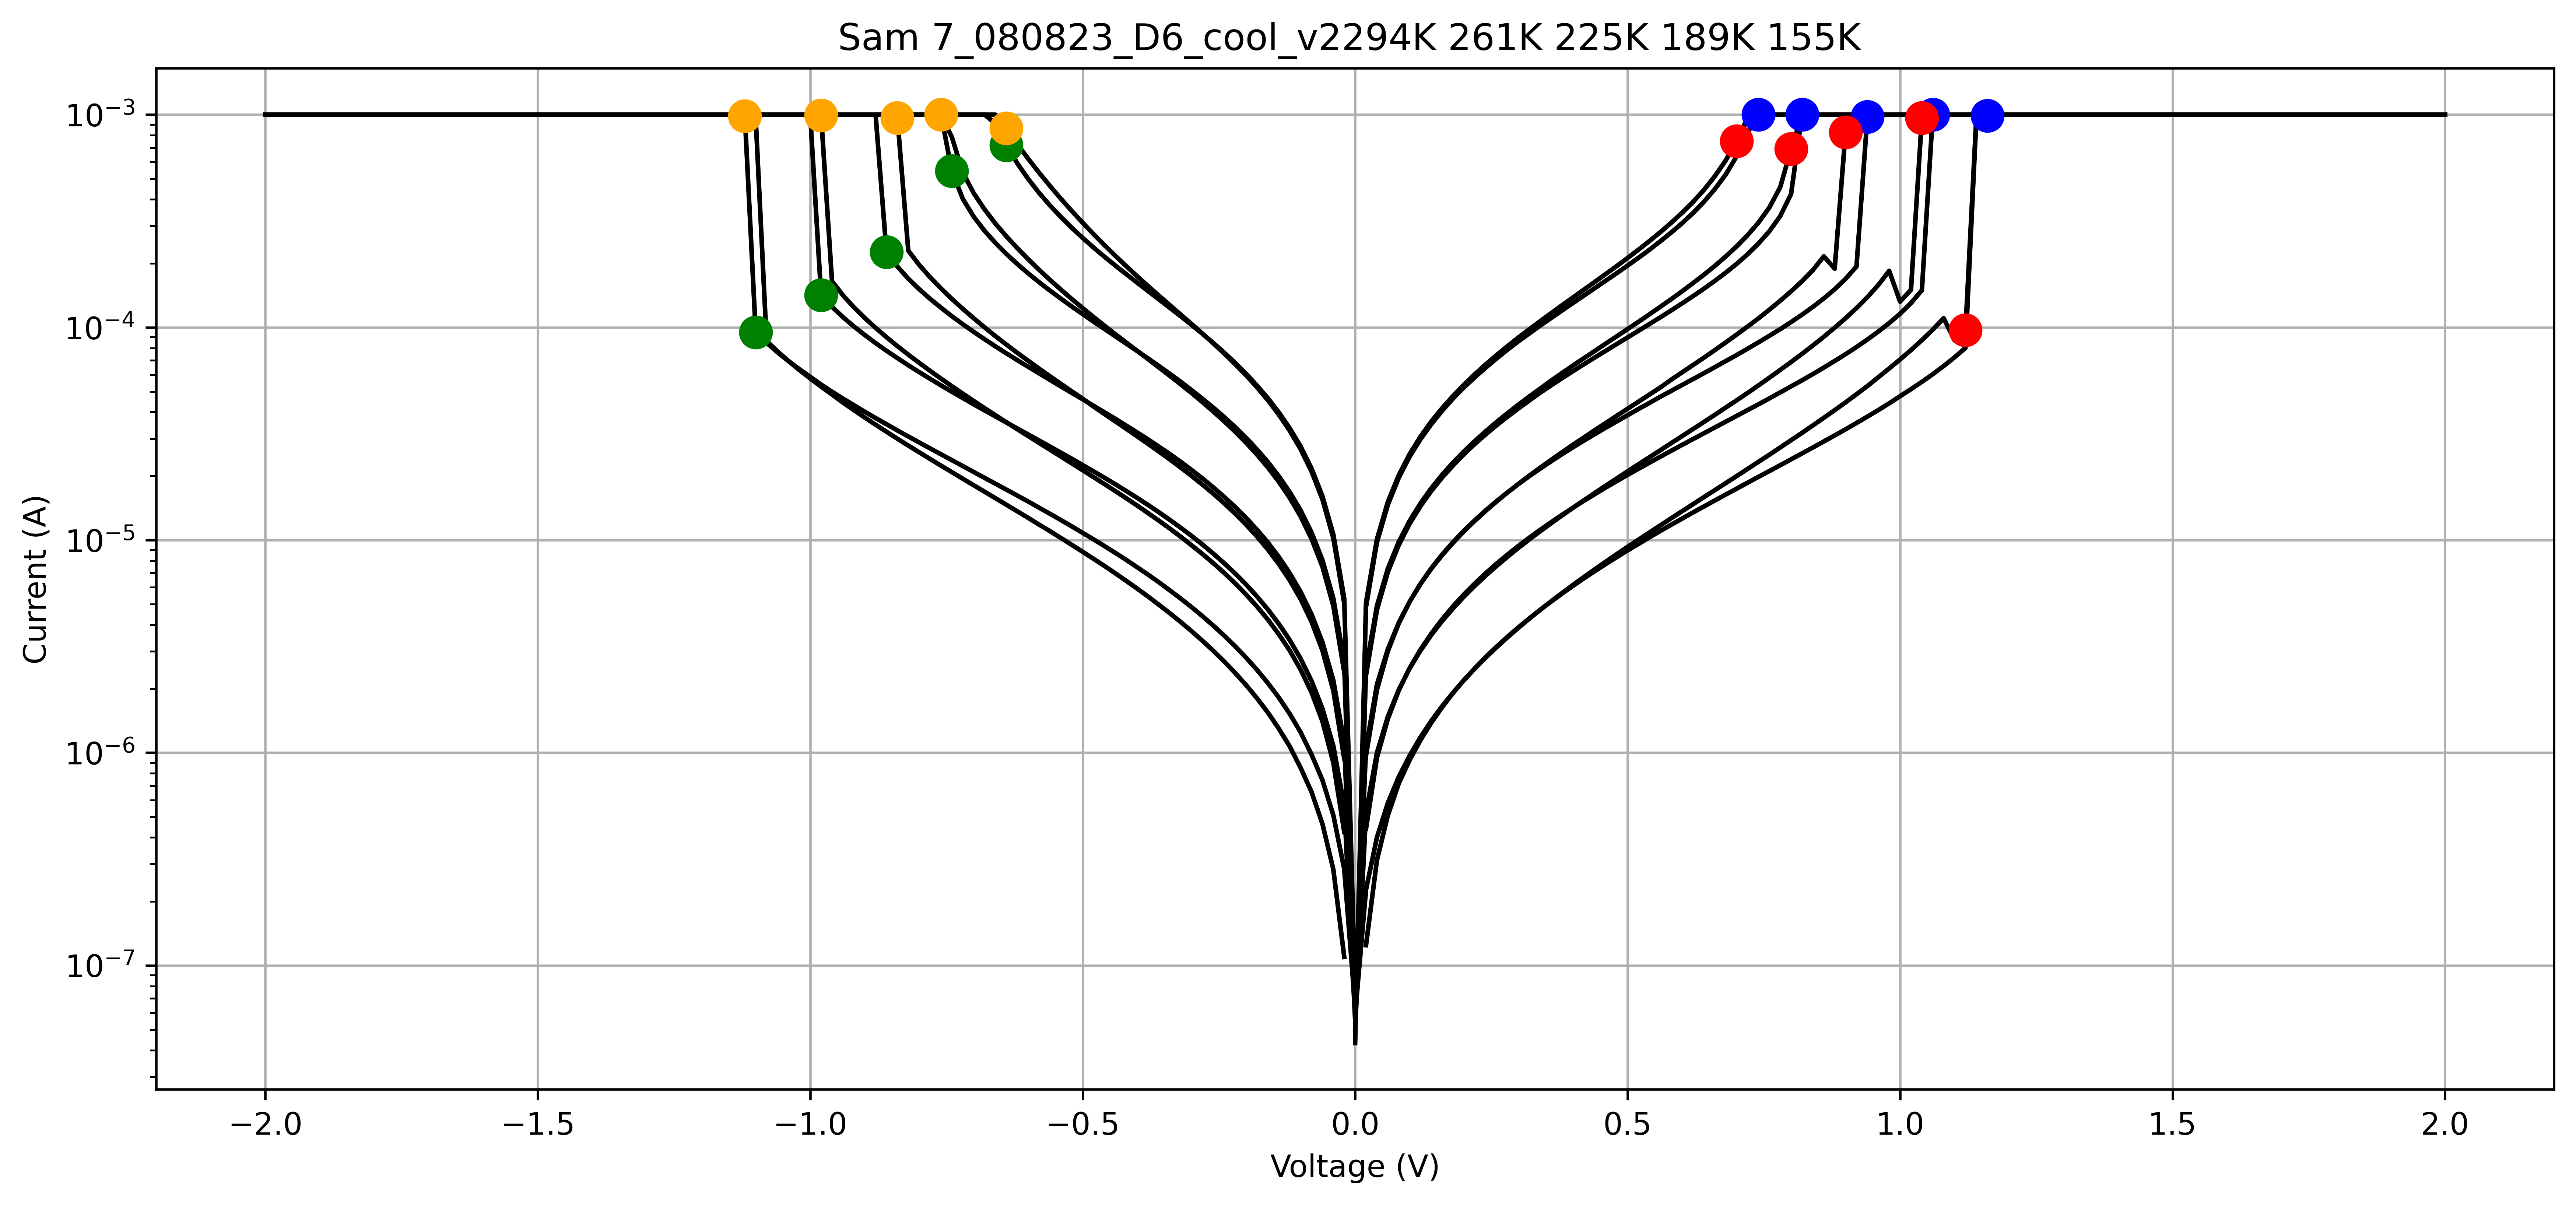 Sam 7_080823_D6_cool_v2294K 261K 225K 189K 155K
Current (A)
10⁻³
10⁻⁴
10⁻⁵
10⁻⁶
10⁻⁷
−2.0 −1.5 −1.0 −0.5 0.0 0.5 1.0 1.5 2.0
Voltage (V)